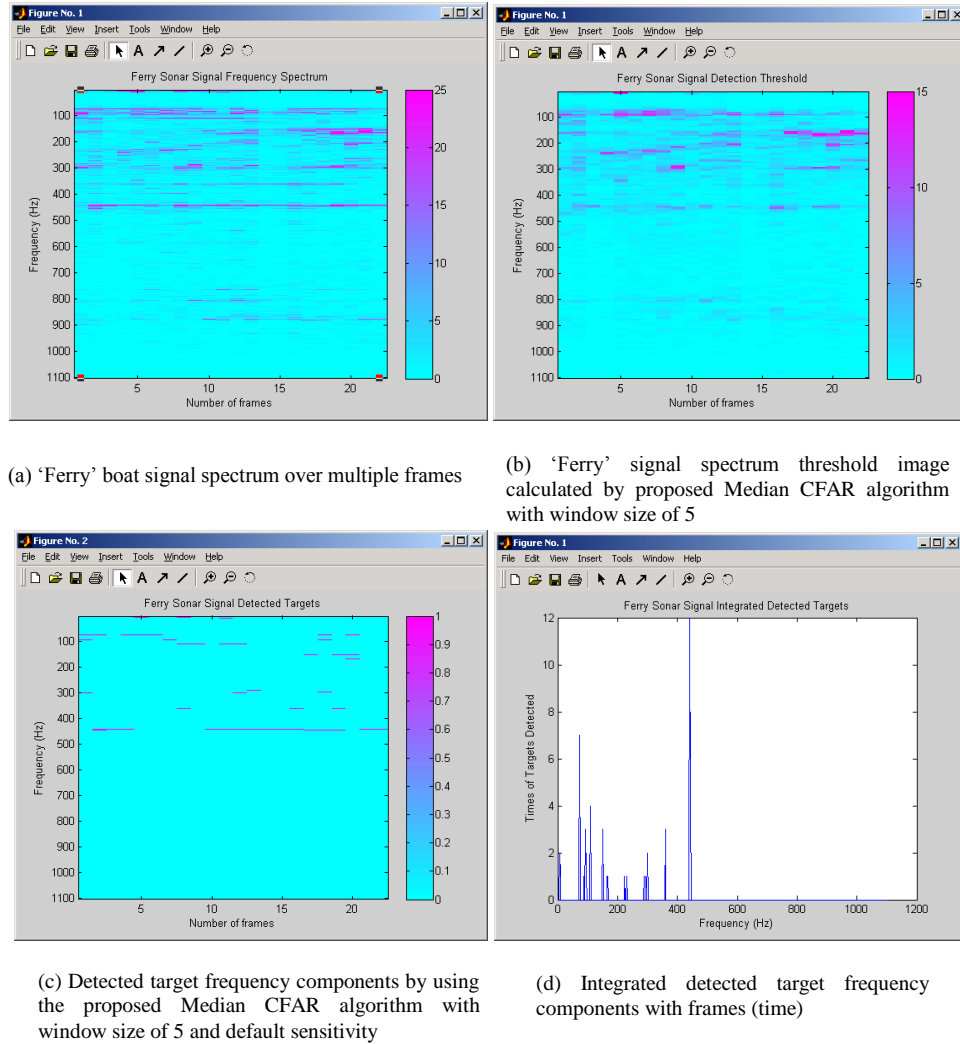 Figure No. 1
File Edit View Insert Tools Window Help
A
Ferry Sonar Signal Frequency Spectrum
Frequency (Hz)
100
200
300
400
500
600
700
800
900
1000
1100
5 10 15 20
Number of frames
25
20
15
10
5
0
Figure No. 1
File Edit View Insert Tools Window Help
A
Ferry Sonar Signal Detection Threshold
Frequency (Hz)
100
200
300
400
500
600
700
800
900
1000
1100
5 10 15 20
Number of frames
15
10
5
0
(a) ‘Ferry’ boat signal spectrum over multiple frames
(b) ‘Ferry’ signal spectrum threshold image
calculated by proposed Median CFAR algorithm
with window size of 5
Figure No. 2
File Edit View Insert Tools Window Help
A
Ferry Sonar Signal Detected Targets
Frequency (Hz)
100
200
300
400
500
600
700
800
900
1000
1100
5 10 15 20
Number of frames
1
0.9
0.8
0.7
0.6
0.5
0.4
0.3
0.2
0.1
0
Figure No. 1
File Edit View Insert Tools Window Help
A
Ferry Sonar Signal Integrated Detected Targets
Times of Targets Detected
12
10
8
6
4
2
0
0 200 400 600 800 1000 1200
Frequency (Hz)
(c) Detected target frequency components by using
the proposed Median CFAR algorithm with
window size of 5 and default sensitivity
(d) Integrated detected target frequency
components with frames (time)